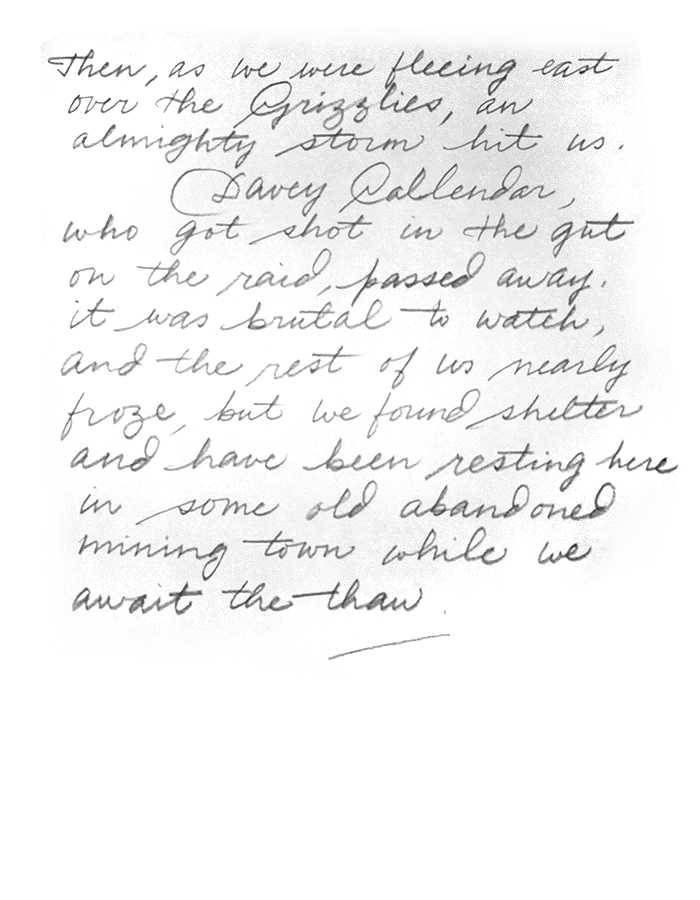 Then, as we were fleeing east
over the Grizzlies, an
almighty storm hit us.
Davey Callendar,
who got shot in the gut
on the raid, passed away.
it was brutal to watch,
and the rest of us nearly
froze, but we found shelter
and have been resting here
in some old abandoned
mining town while we
await the thaw.